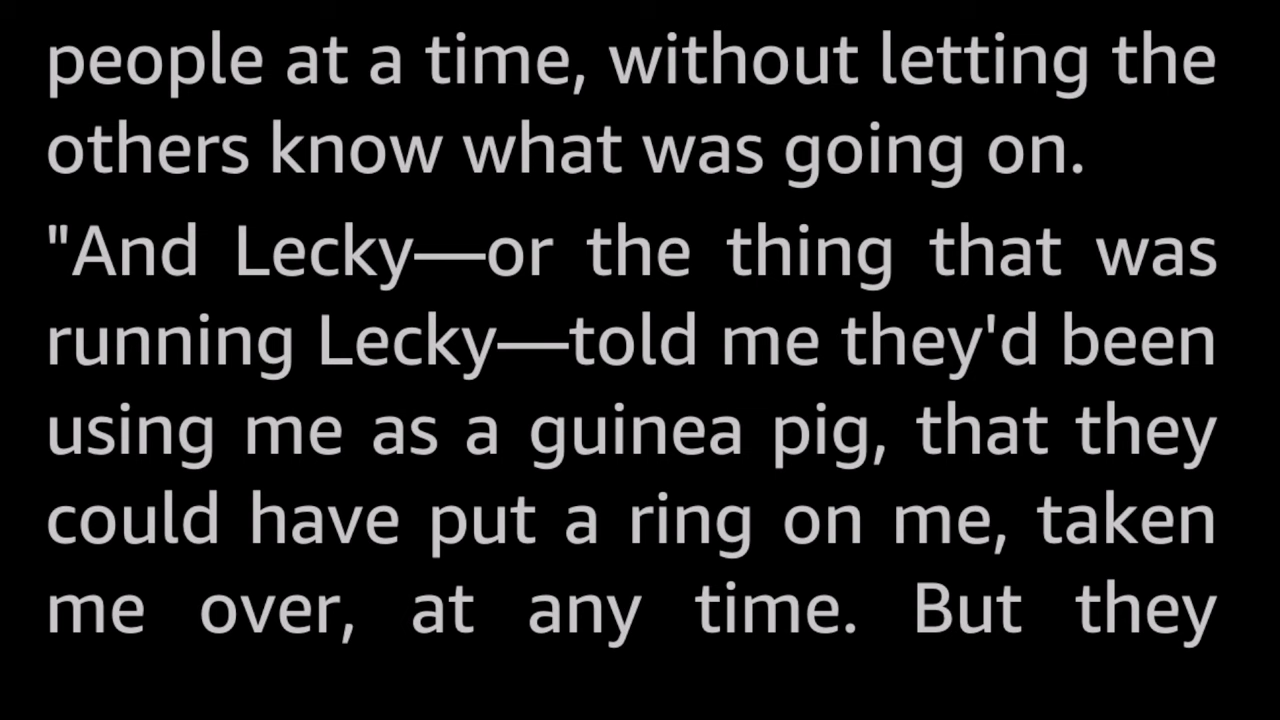 people at a time, without letting the
others know what was going on.
"And Lecky—or the thing that was
running Lecky—told me they'd been
using me as a guinea pig, that they
could have put a ring on me, taken
me over, at any time. But they